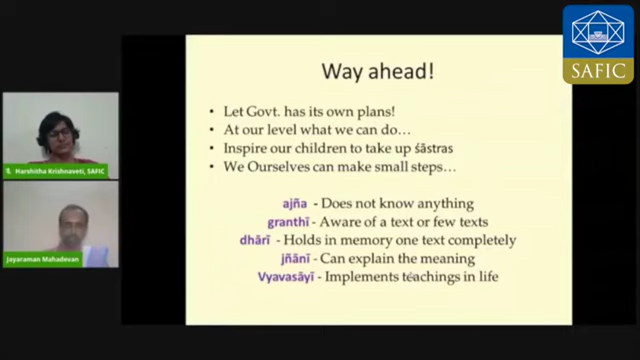 SAFIC
Way ahead!
• Let Govt. has its own plans!
• At our level what we can do…
• Inspire our children to take up śāstras
• We Ourselves can make small steps…
ajña - Does not know anything
granthī - Aware of a text or few texts
dhārī - Holds in memory one text completely
jñānī - Can explain the meaning
Vyavasāyī - Implements teachings in life
Harshitha Krishnaveti, SAFIC
Jayaraman Mahadevan